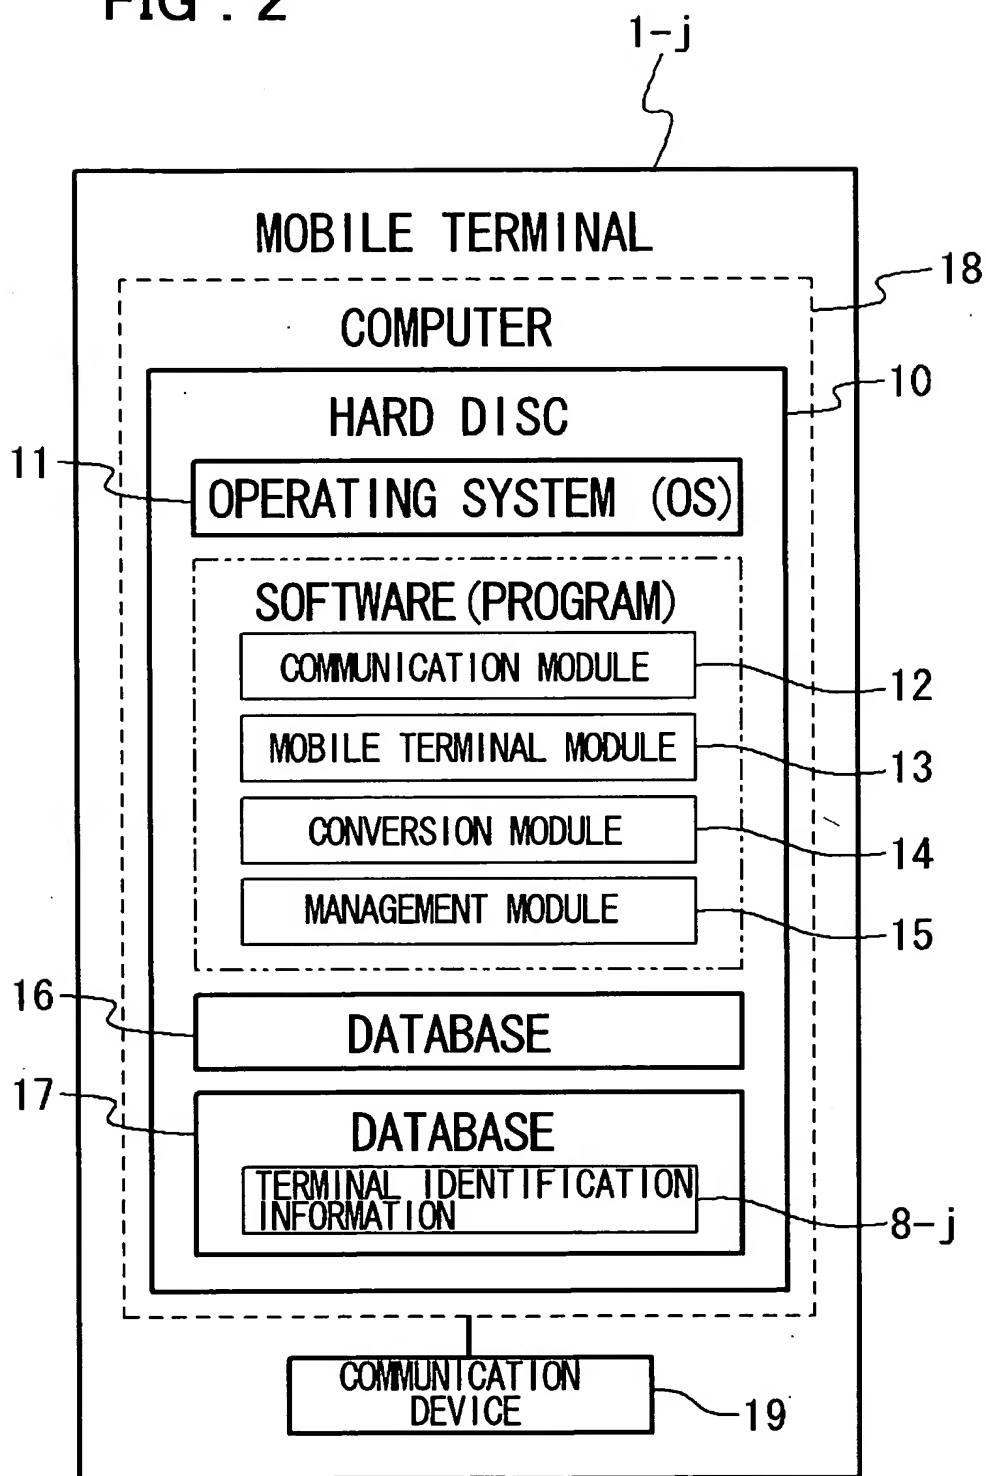 FIG . 2
1-j
MOBILE TERMINAL
18
COMPUTER
10
HARD DISC
11
OPERATING SYSTEM (OS)
SOFTWARE (PROGRAM)
COMMUNICATION MODULE
12
MOBILE TERMINAL MODULE
13
CONVERSION MODULE
14
MANAGEMENT MODULE
15
16
DATABASE
17
DATABASE
TERMINAL IDENTIFICATION
INFORMATION
8-j
COMMUNICATION
DEVICE
19